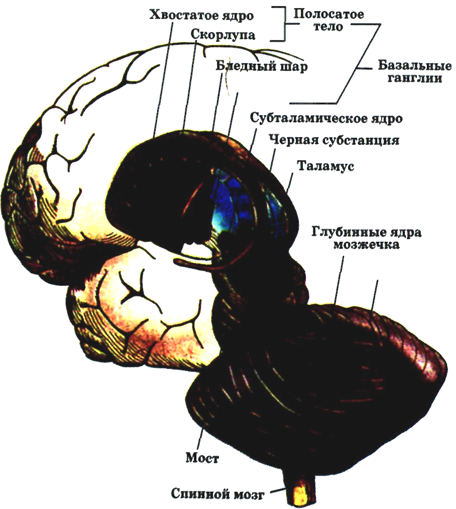 Хвостатое ядро
Скорлупа
Бледный шар
Полосатое
тело
Базальные
ганглии
Субталамическое ядро
Черная субстанция
Таламус
Глубинные ядра
мозжечка
Мост
Спинной мозг